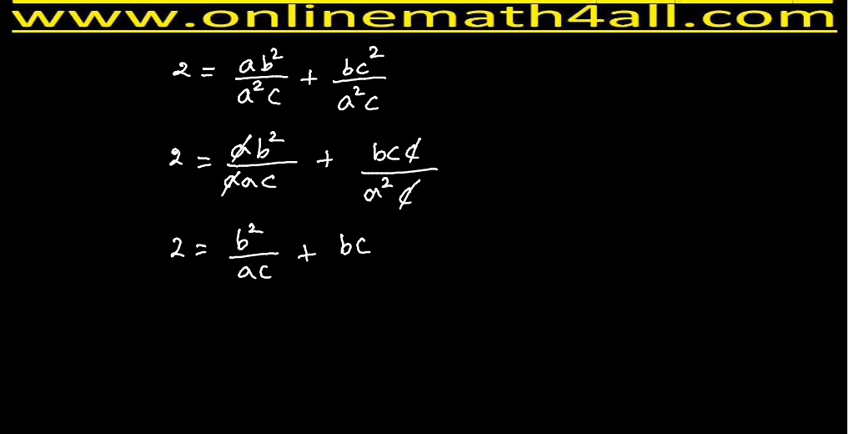 www.onlinemath4all.com
2 = ab²/a²c + bc²/a²c
2 = ab²/aac + bcc/a²c
2 = b²/ac + bc